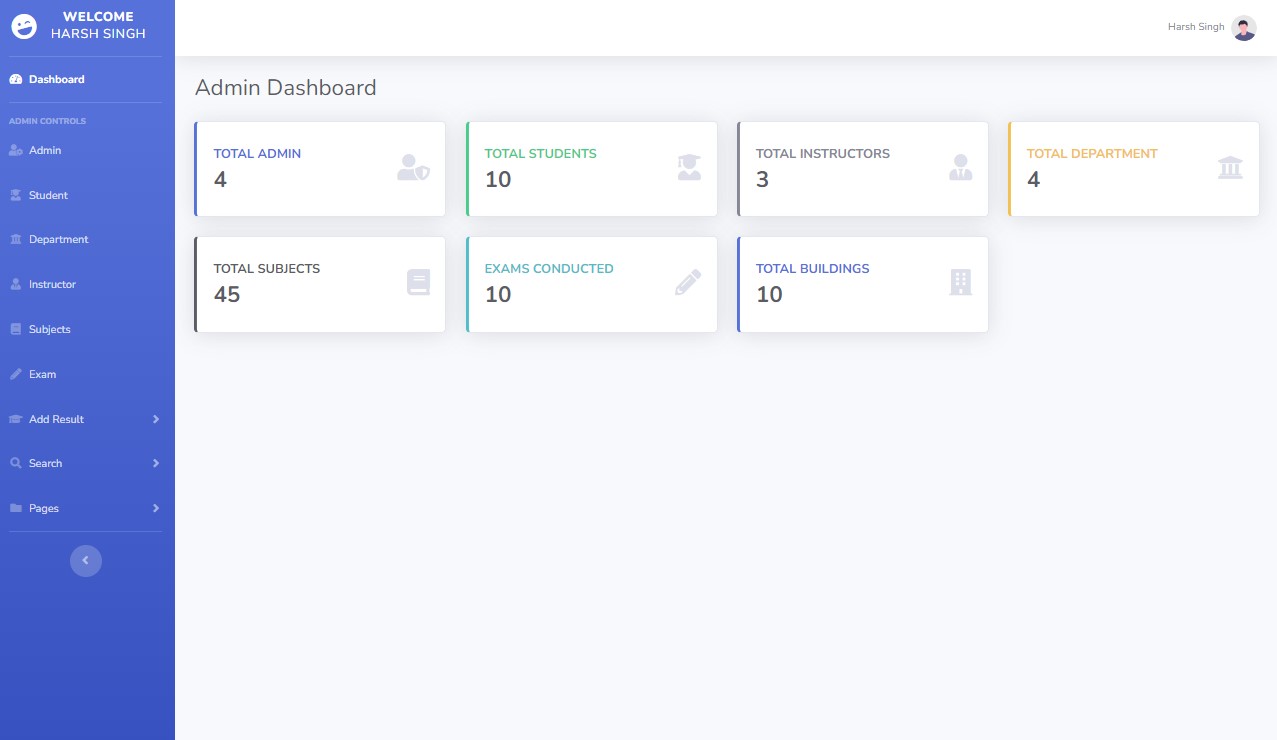 WELCOME
HARSH SINGH
Dashboard
ADMIN CONTROLS
Admin
Student
Department
Instructor
Subjects
Exam
Add Result
Search
Pages
Harsh Singh
Admin Dashboard
TOTAL ADMIN
4
TOTAL STUDENTS
10
TOTAL INSTRUCTORS
3
TOTAL DEPARTMENT
4
TOTAL SUBJECTS
45
EXAMS CONDUCTED
10
TOTAL BUILDINGS
10